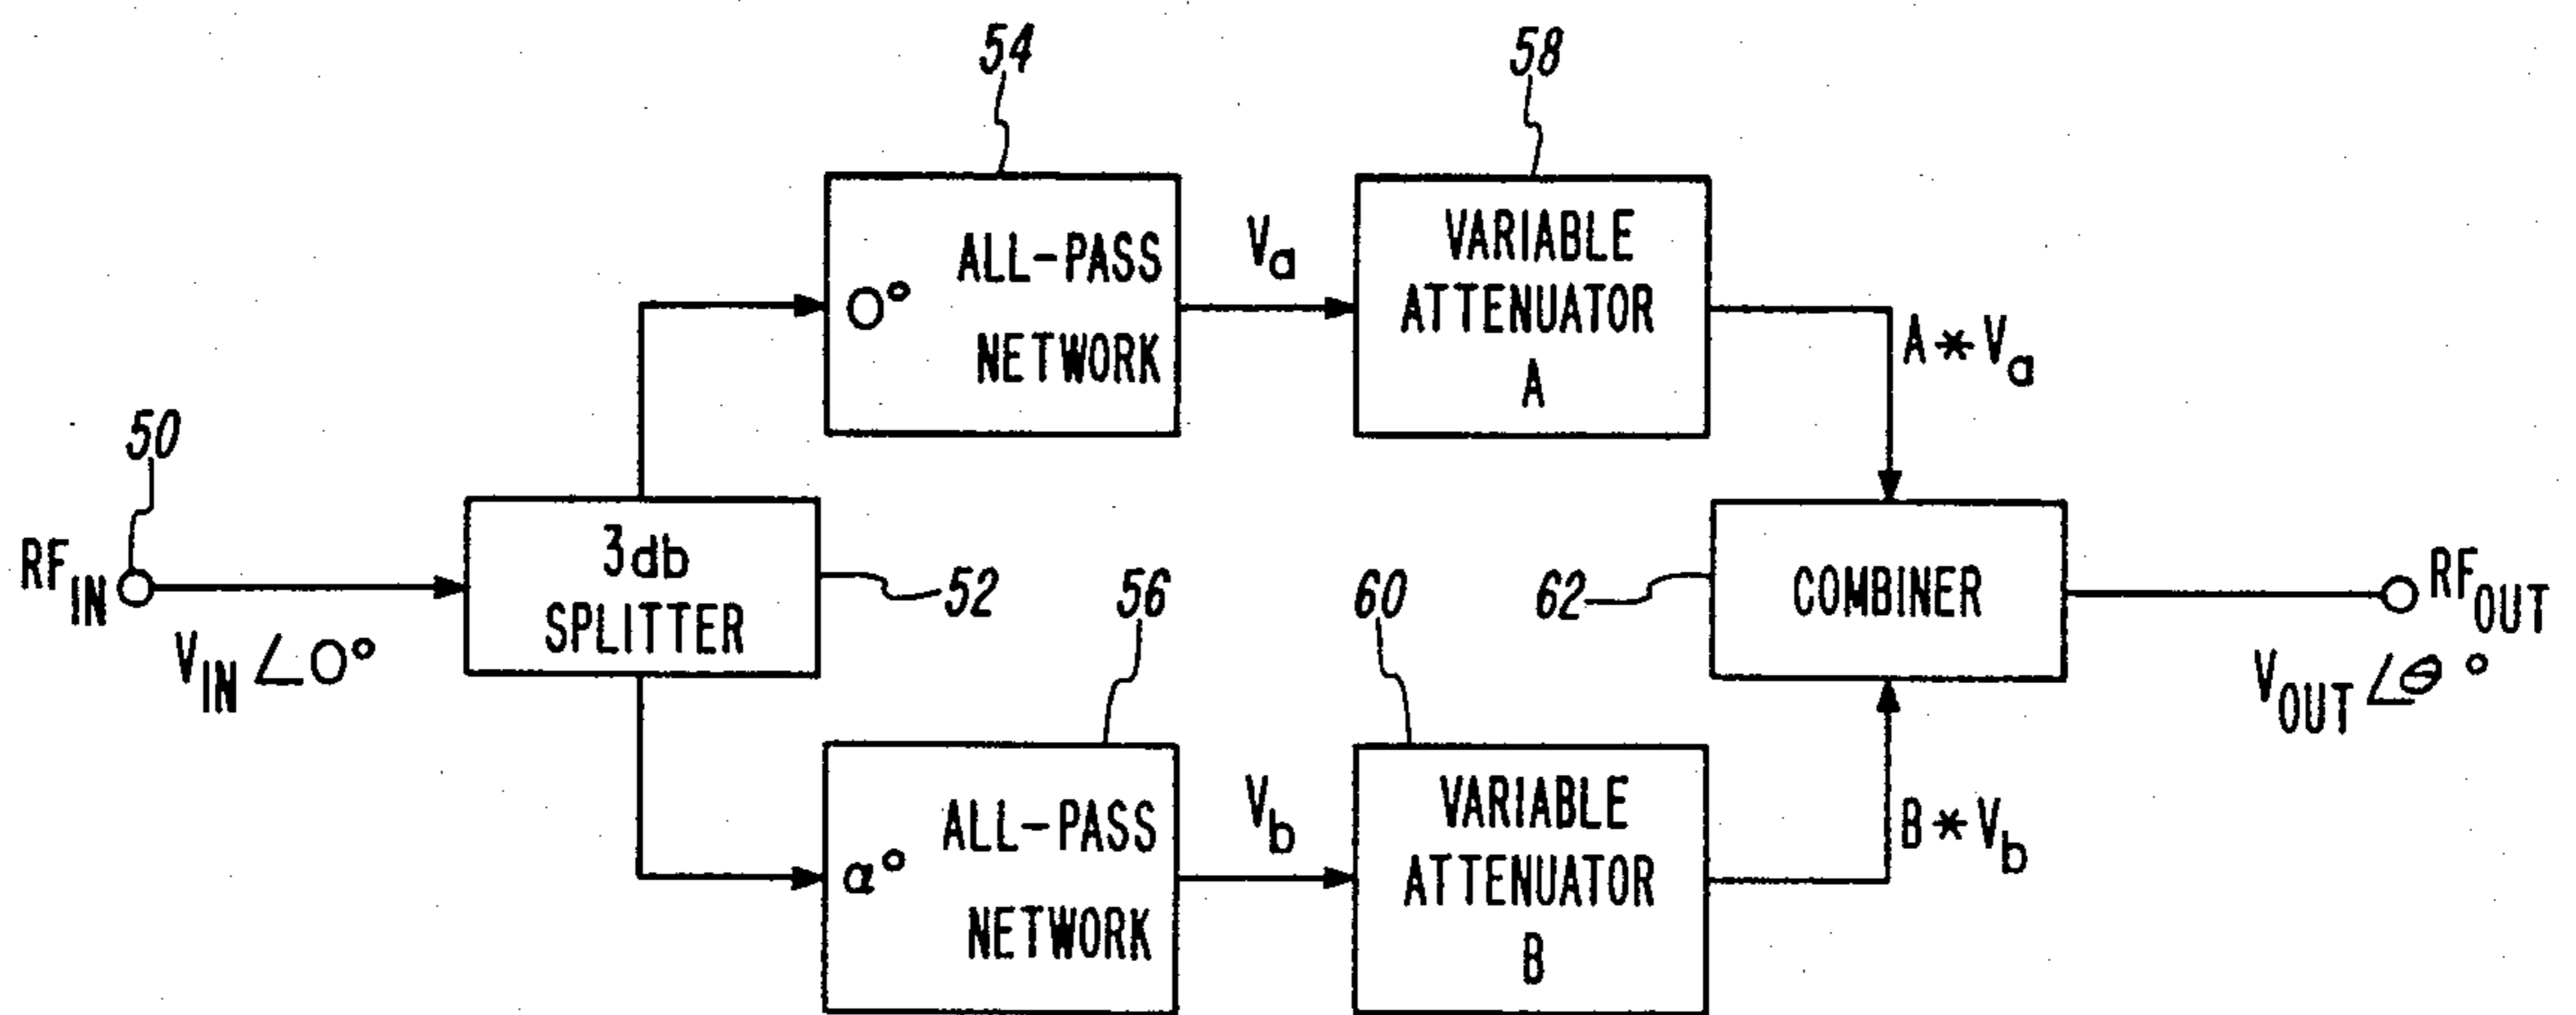 54
58
ALL-PASS
0°
NETWORK
Va
VARIABLE
ATTENUATOR
A
A*Va
50
RFIN
VIN∠0°
3db
SPLITTER
52
56
60
62
COMBINER
RFOUT
VOUT∠θ°
ALL-PASS
α°
NETWORK
Vb
VARIABLE
ATTENUATOR
B
B*Vb